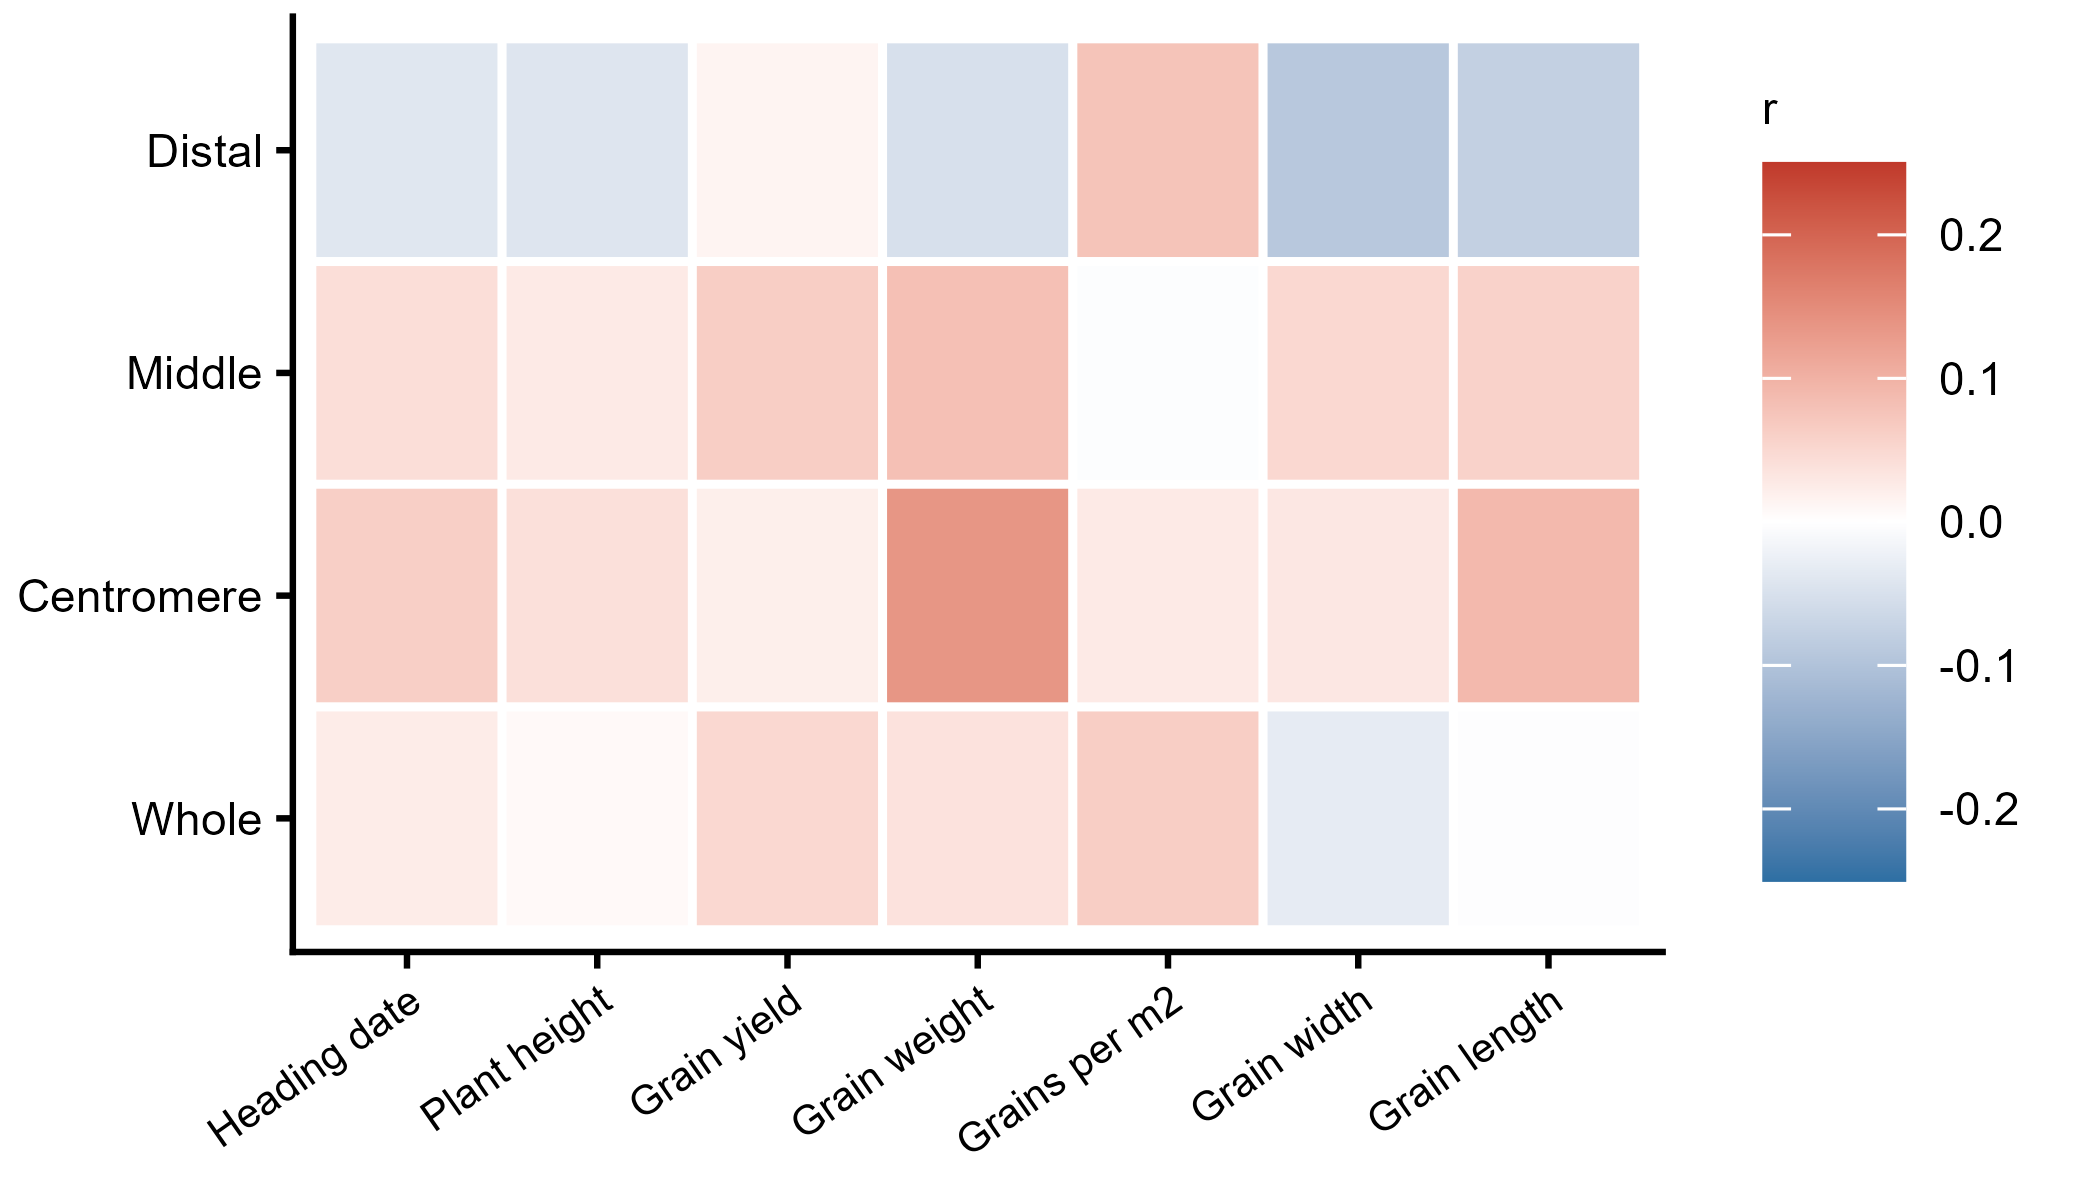 Distal
Middle
Centromere
Whole
Heading date
Plant height
Grain yield
Grain weight
Grains per m2
Grain width
Grain length
r
0.2
0.1
0.0
-0.1
-0.2